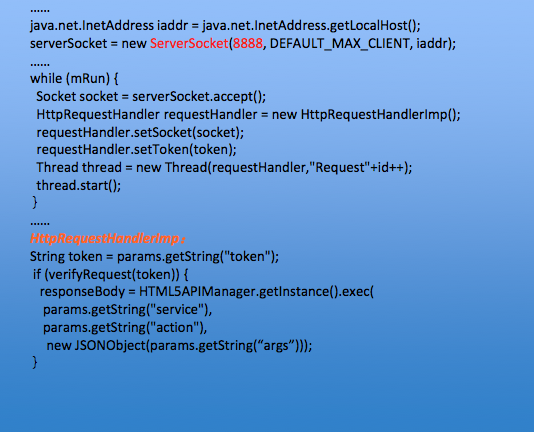 ......
java.net.InetAddress iaddr = java.net.InetAddress.getLocalHost();
serverSocket = new ServerSocket(8888, DEFAULT_MAX_CLIENT, iaddr);
......
while (mRun) {
Socket socket = serverSocket.accept();
HttpRequestHandler requestHandler = new HttpRequestHandlerImp();
requestHandler.setSocket(socket);
requestHandler.setToken(token);
Thread thread = new Thread(requestHandler,"Request"+id++);
thread.start();
}
......
HttpRequestHandlerImp:
String token = params.getString("token");
if (verifyRequest(token)) {
responseBody = HTML5APIManager.getInstance().exec(
params.getString("service"),
params.getString("action"),
new JSONObject(params.getString(“args”)));
}